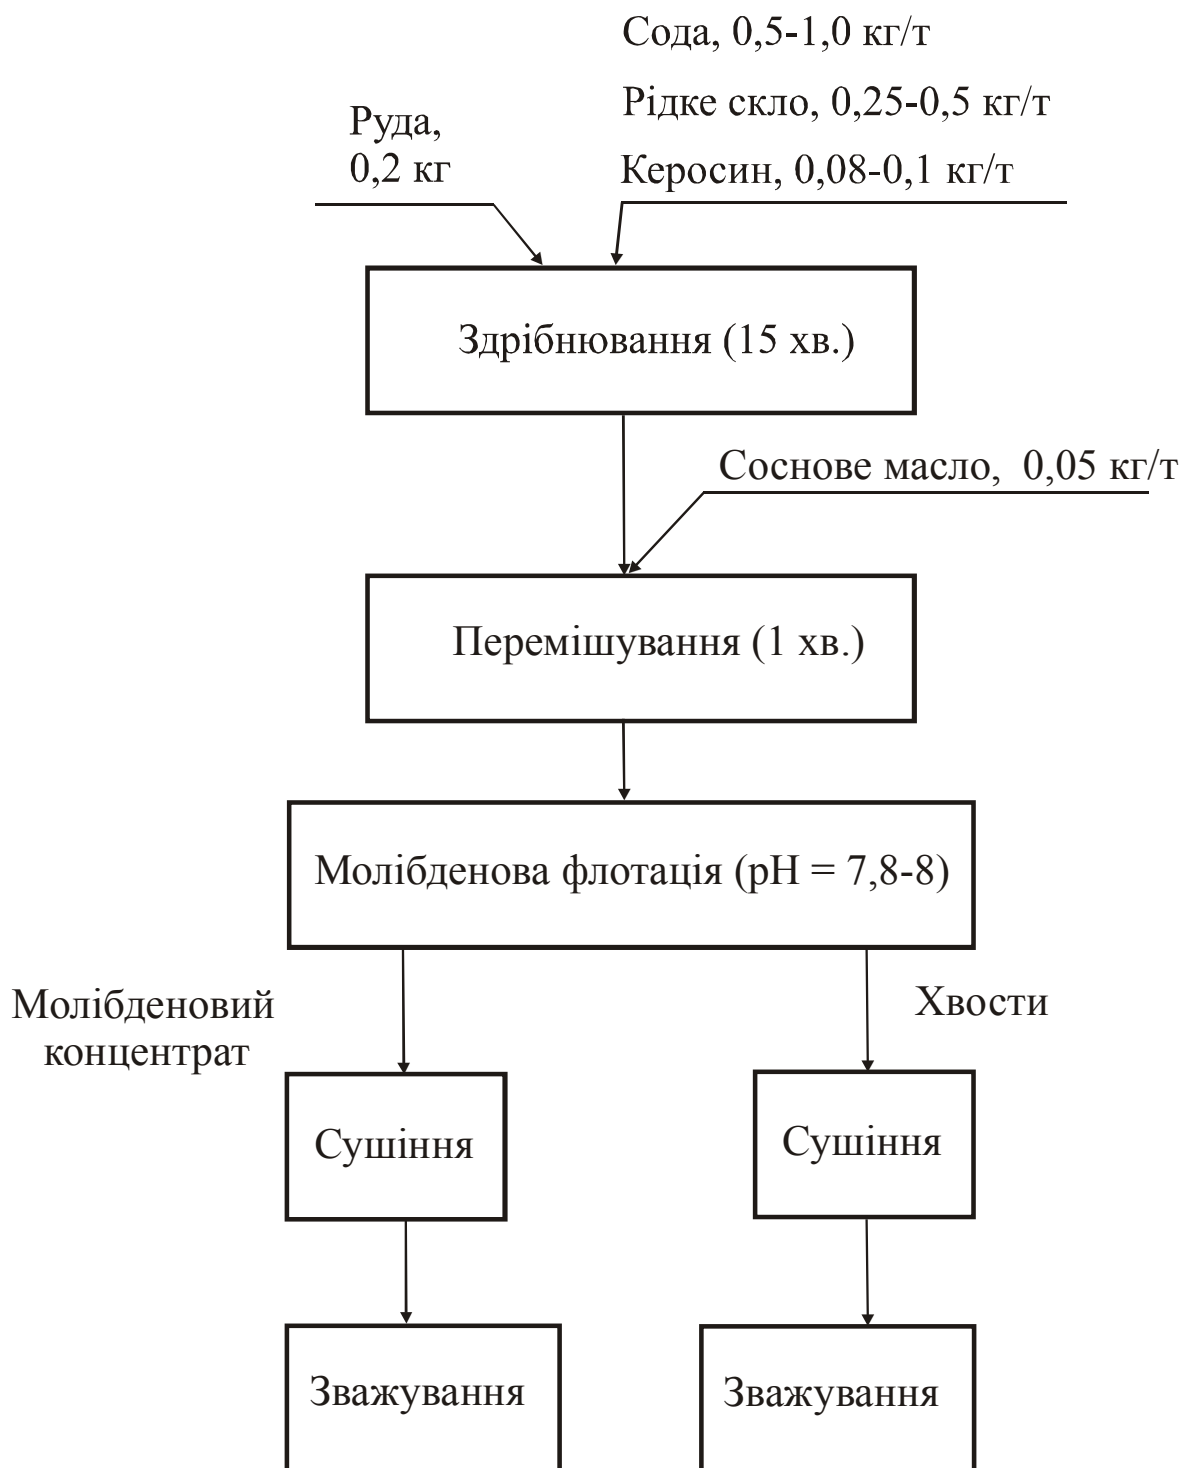 Сода, 0,5-1,0 кг/т
Рідке скло, 0,25-0,5 кг/т
Керосин, 0,08-0,1 кг/т
Руда,
0,2 кг
Здрібнювання (15 хв.)
Соснове масло, 0,05 кг/т
Перемішування (1 хв.)
Молібденова флотація (pH = 7,8-8)
Молібденовий
концентрат
Хвости
Сушіння
Сушіння
Зважування
Зважування